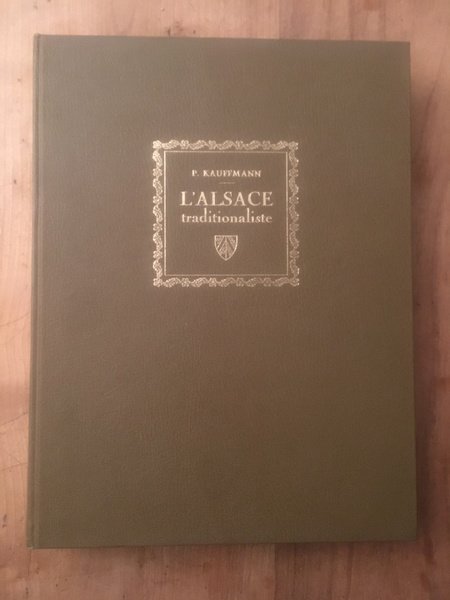 P. KAUFFMANN
L'ALSACE
traditionaliste